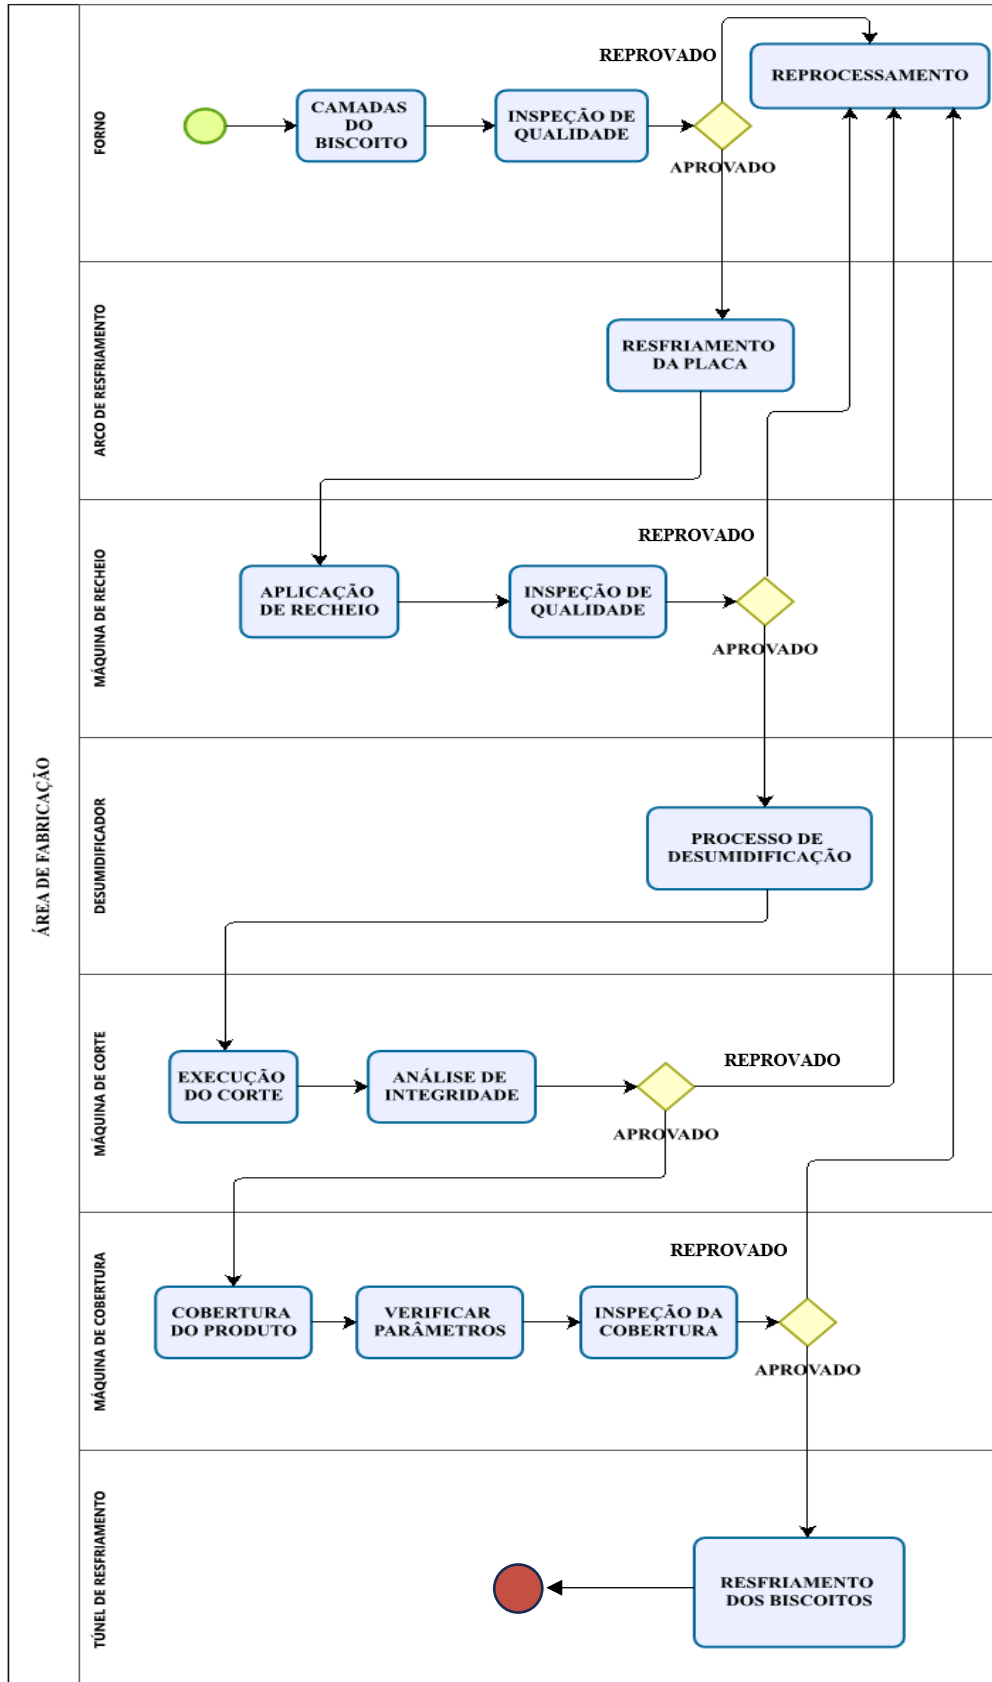 ÁREA DE FABRICAÇÃO
FORNO
CAMADAS
DO
BISCOITO
INSPEÇÃO DE
QUALIDADE
REPROVADO
APROVADO
REPROCESSAMENTO
ARCO DE RESFRIAMENTO
RESFRIAMENTO
DA PLACA
MÁQUINA DE RECHEIO
APLICAÇÃO
DE RECHEIO
INSPEÇÃO DE
QUALIDADE
REPROVADO
APROVADO
DESUMIDIFICADOR
PROCESSO DE
DESUMIDIFICAÇÃO
MÁQUINA DE CORTE
EXECUÇÃO
DO CORTE
ANÁLISE DE
INTEGRIDADE
REPROVADO
APROVADO
MÁQUINA DE COBERTURA
COBERTURA
DO PRODUTO
VERIFICAR
PARÂMETROS
INSPEÇÃO DA
COBERTURA
REPROVADO
APROVADO
TÚNEL DE RESFRIAMENTO
RESFRIAMENTO
DOS BISCOITOS